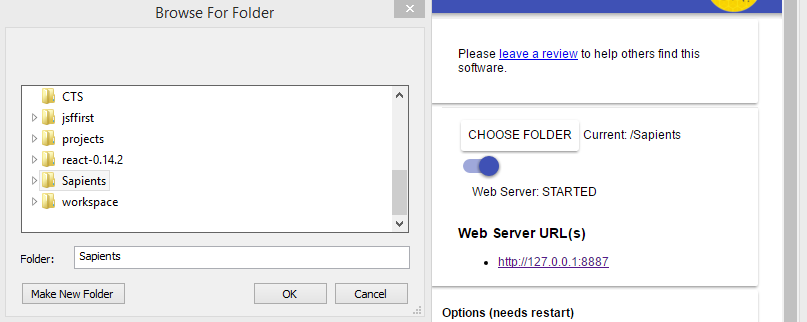 Browse For Folder
CTS
jsffirst
projects
react-0.14.2
Sapients
workspace
Folder:
Sapients
Make New Folder
OK
Cancel
Please leave a review to help others find this
software.
CHOOSE FOLDER Current: /Sapients
Web Server: STARTED
Web Server URL(s)
http://127.0.0.1:8887
Options (needs restart)